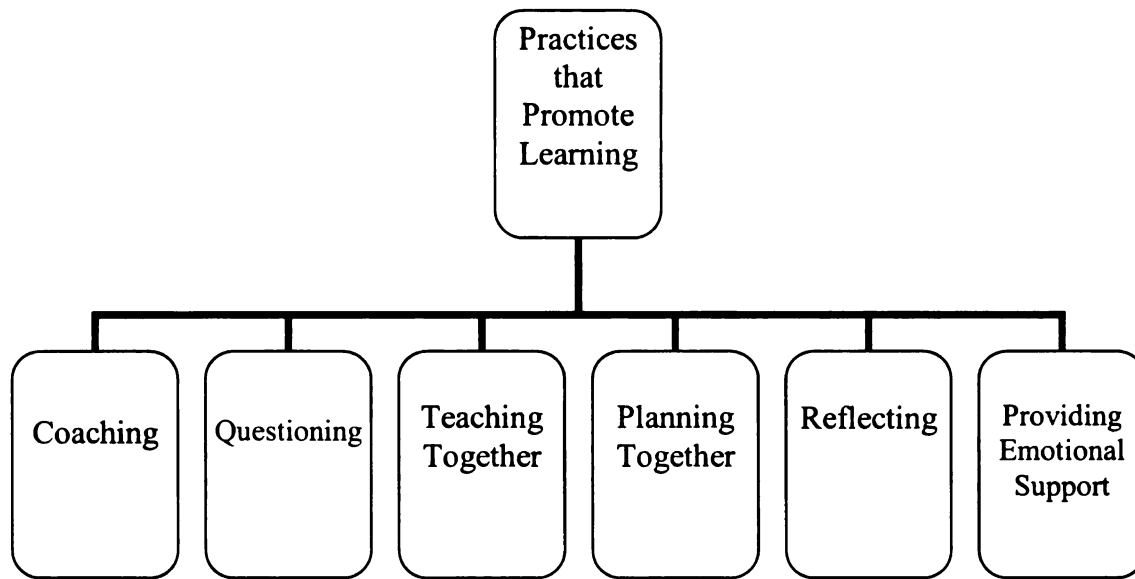 Practices
that
Promote
Learning
Coaching
Questioning
Teaching
Together
Planning
Together
Reflecting
Providing
Emotional
Support